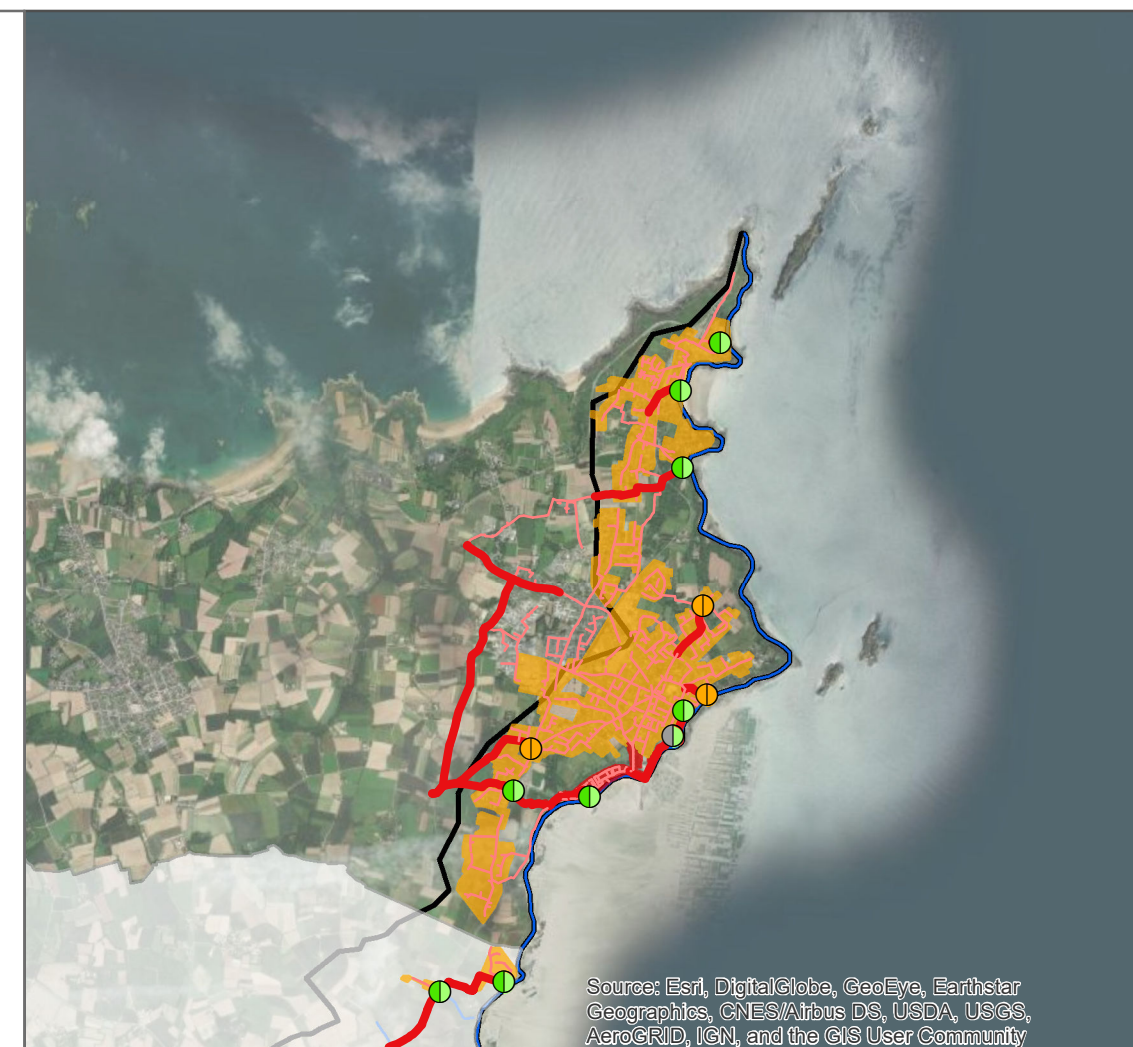 Source: Esri, DigitalGlobe, GeoEye, Earthstar
Geographics, CNES/Airbus DS, USDA, USGS,
AeroGRID, IGN, and the GIS User Community